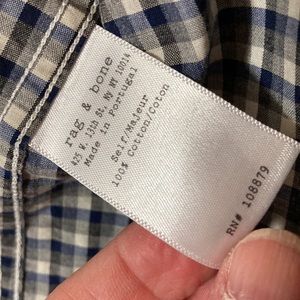 rag & bone
425 W. 13th St, Ny Ny 10014
Made in Portugal
Self/Majeur
100% Cotton/Coton
RN# 108879